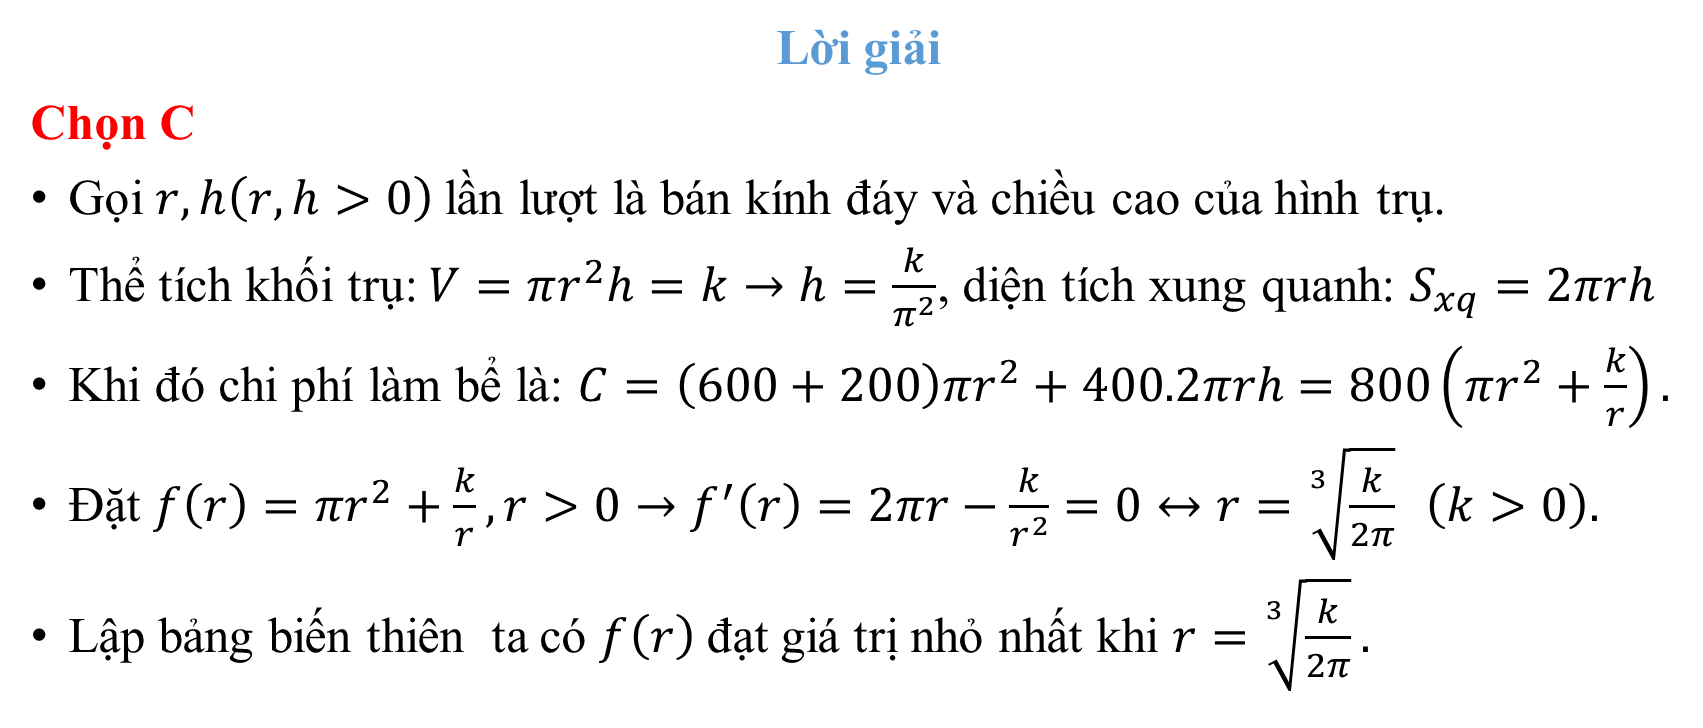 Lời giải
Chọn C
• Gọi r, h(r, h > 0) lần lượt là bán kính đáy và chiều cao của hình trụ.
• Thể tích khối trụ: V = πr²h = k → h = k/π², diện tích xung quanh: S_xq = 2πrh
• Khi đó chi phí làm bể là: C = (600 + 200)πr² + 400.2πrh = 800(πr² + k/r).
• Đặt f(r) = πr² + k/r, r > 0 → f′(r) = 2πr − k/r² = 0 ↔ r = ∛(k/2π) (k > 0).
• Lập bảng biến thiên ta có f(r) đạt giá trị nhỏ nhất khi r = ∛(k/2π).